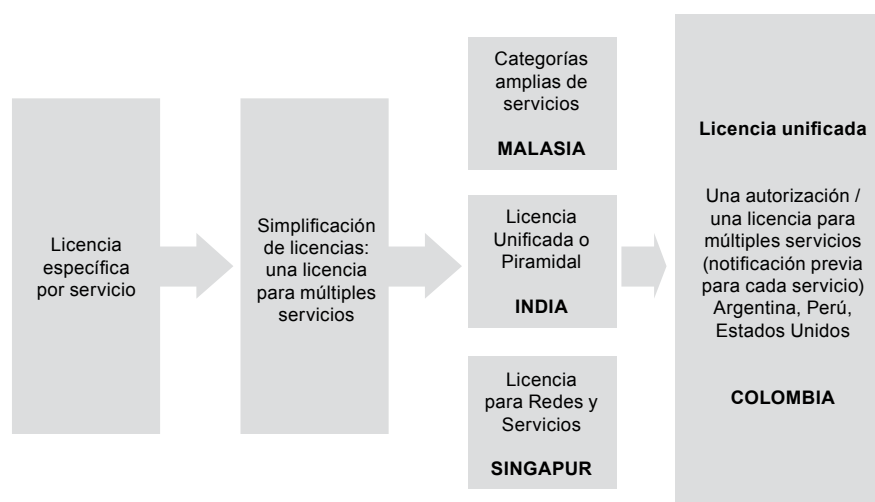 Licencia
específica
por servicio
Simplificación
de licencias:
una licencia
para múltiples
servicios
Categorías
amplias de
servicios
MALASIA
Licencia
Unificada o
Piramidal
INDIA
Licencia
para Redes y
Servicios
SINGAPUR
Licencia unificada
Una autorización /
una licencia para
múltiples servicios
(notificación previa
para cada servicio)
Argentina, Perú,
Estados Unidos
COLOMBIA